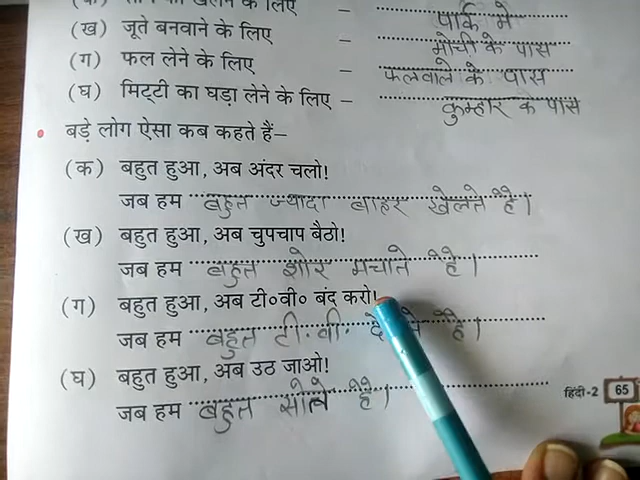 के लिए – पार्क मे
(ख) जूते बनवाने के लिए – मोची के पास
(ग) फल लेने के लिए – फलवाले के पास
(घ) मिट्टी का घड़ा लेने के लिए – कुम्हार के पास
• बड़े लोग ऐसा कब कहते हैं–
(क) बहुत हुआ, अब अंदर चलो!
जब हम बहुत ज्यादा बाहर खेलते है।
(ख) बहुत हुआ, अब चुपचाप बैठो!
जब हम बहुत शोर मचाते है।
(ग) बहुत हुआ, अब टी०वी० बंद करो!
जब हम बहुत टी.वी. है।
(घ) बहुत हुआ, अब उठ जाओ!
जब हम बहुत सोते है।
हिंदी-2 65